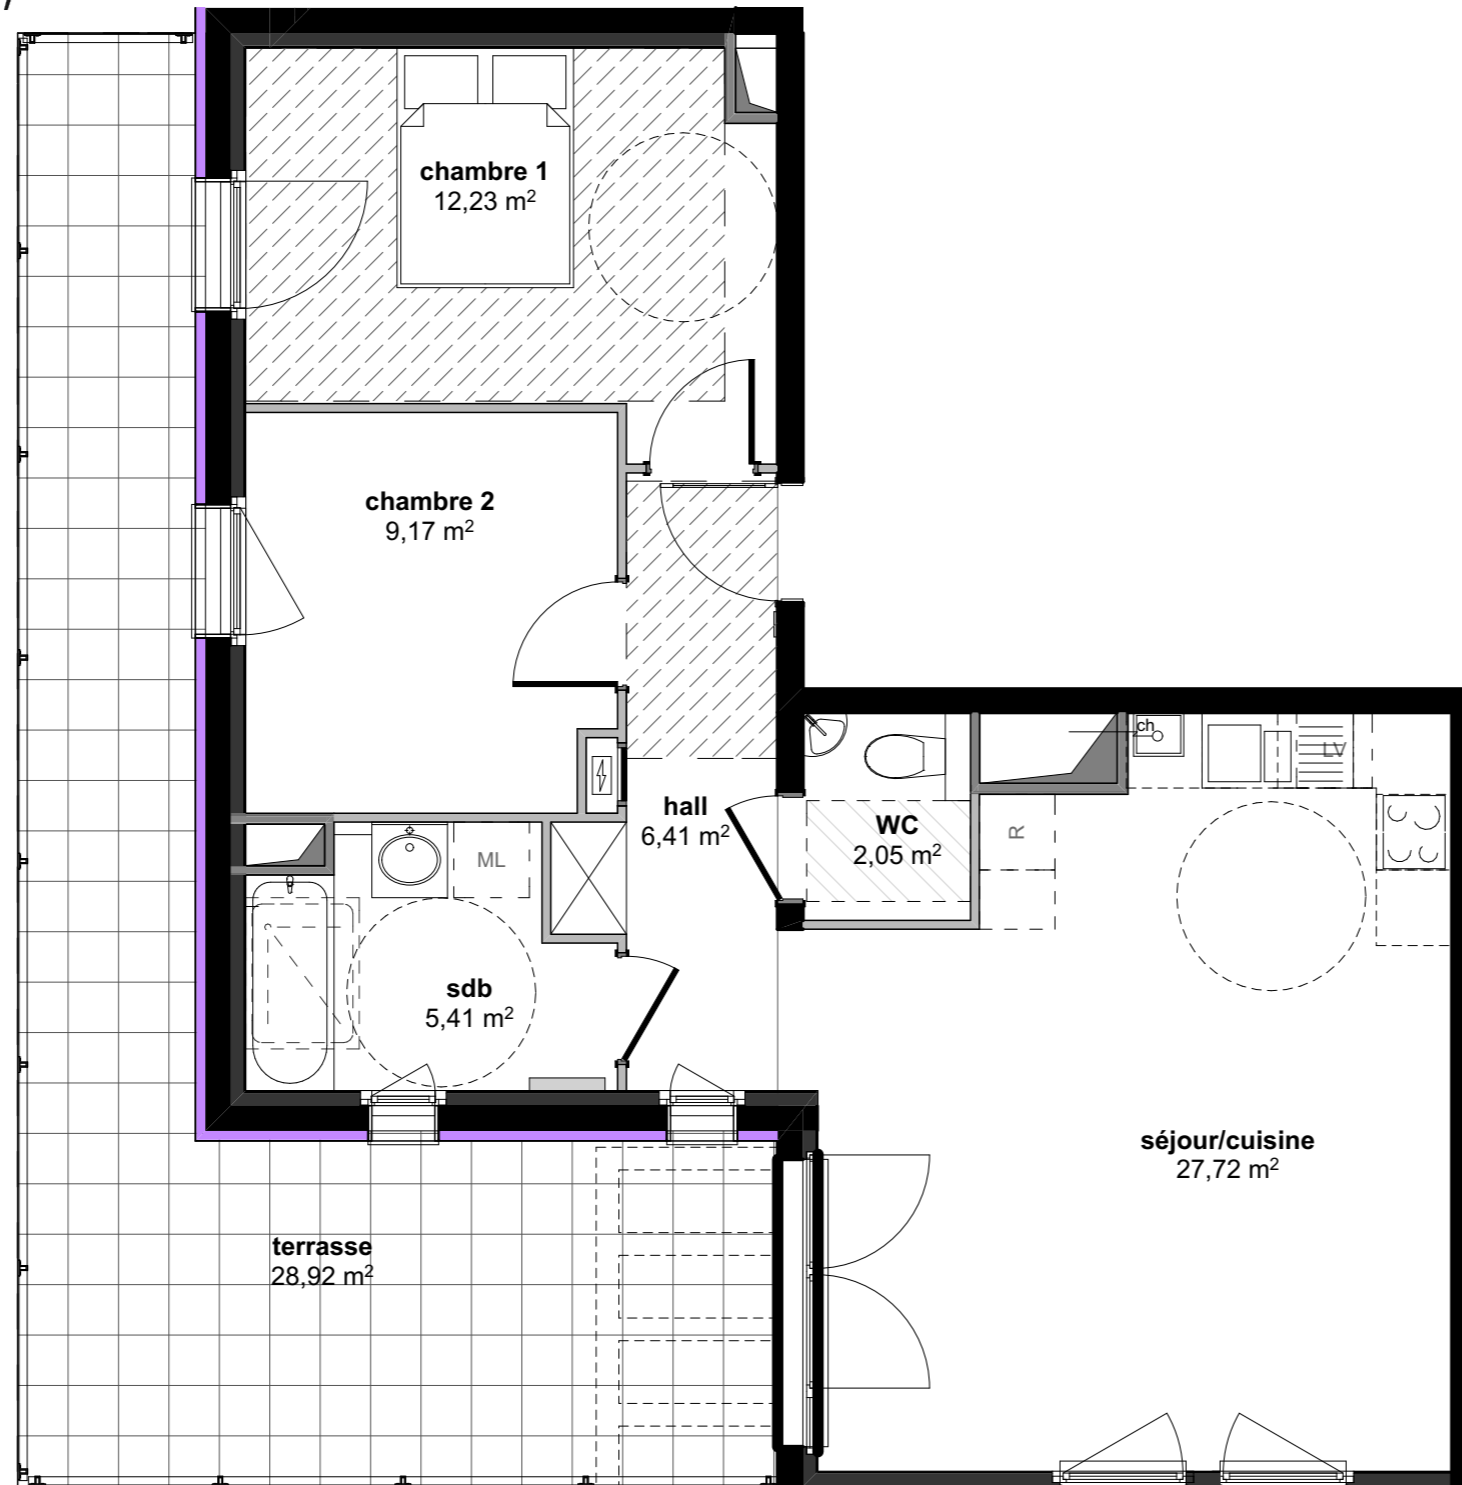 chambre 1
12,23 m²
chambre 2
9,17 m²
ch
LV
hall
6,41 m²
WC
2,05 m²
R
ML
sdb
5,41 m²
séjour/cuisine
27,72 m²
terrasse
28,92 m²